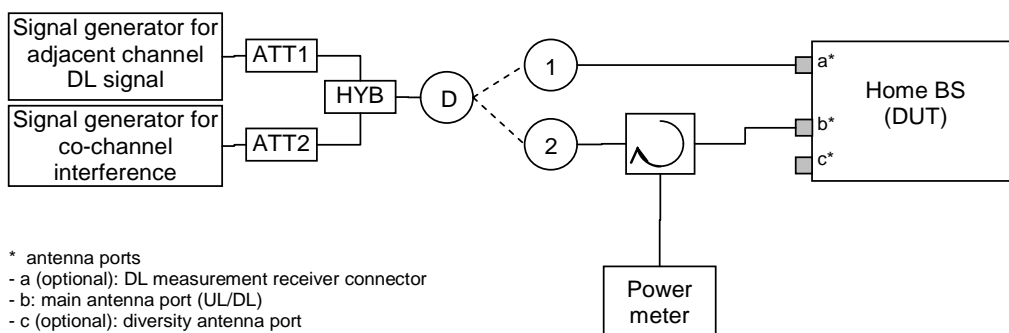 Signal generator for
adjacent channel
DL signal
ATT1
HYB
D
1
2
Signal generator for
co-channel
interference
ATT2
a*
b*
c*
Home BS
(DUT)
Power
meter
* antenna ports
- a (optional): DL measurement receiver connector
- b: main antenna port (UL/DL)
- c (optional): diversity antenna port